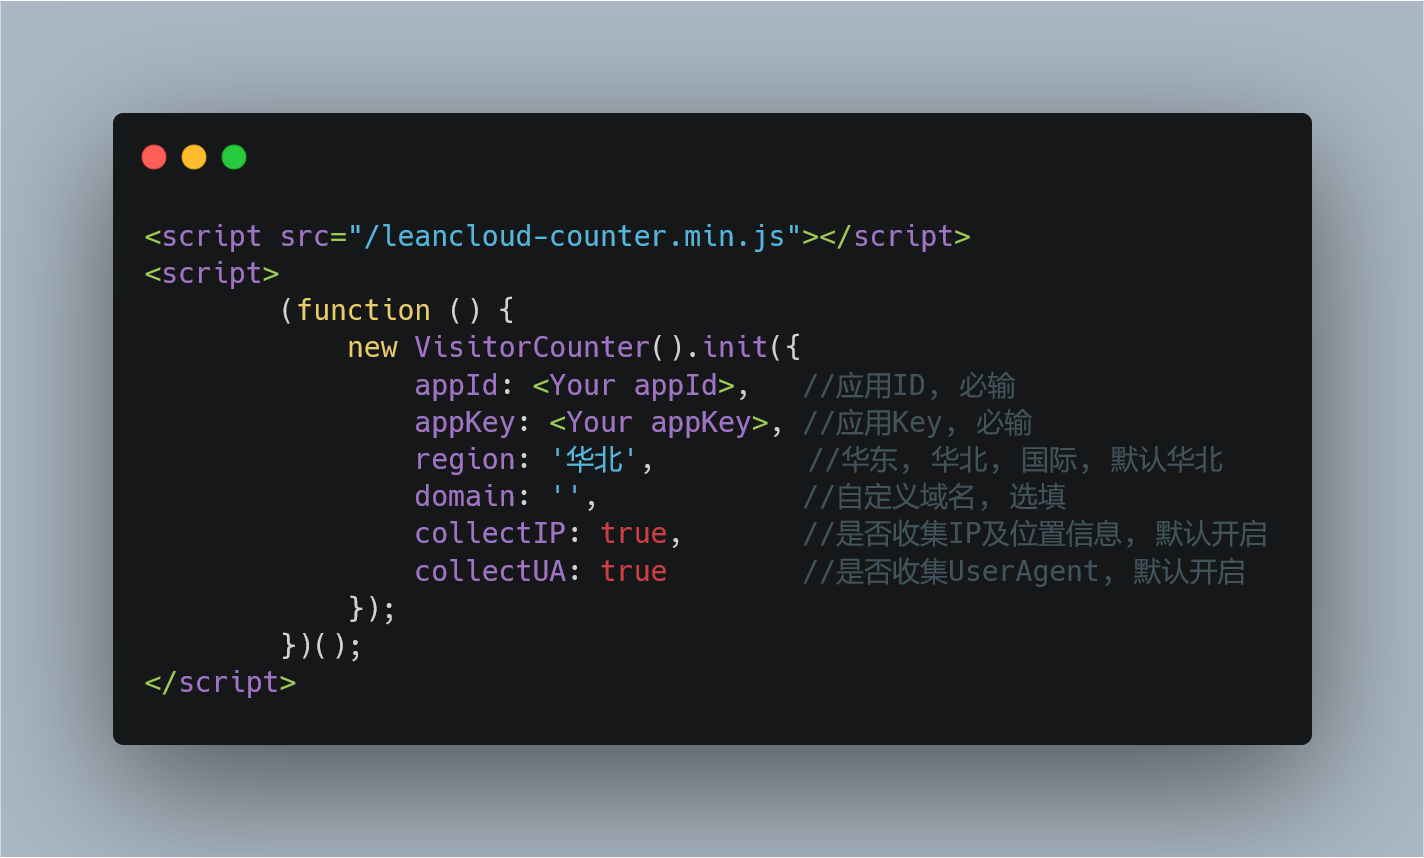 <script src="/leancloud-counter.min.js"></script>
<script>
        (function () {
            new VisitorCounter().init({
                appId: <Your appId>,   //应用ID, 必输
                appKey: <Your appKey>, //应用Key, 必输
                region: '华北',         //华东, 华北, 国际, 默认华北
                domain: '',            //自定义域名, 选填
                collectIP: true,       //是否收集IP及位置信息, 默认开启
                collectUA: true        //是否收集UserAgent, 默认开启
            });
        })();
</script>